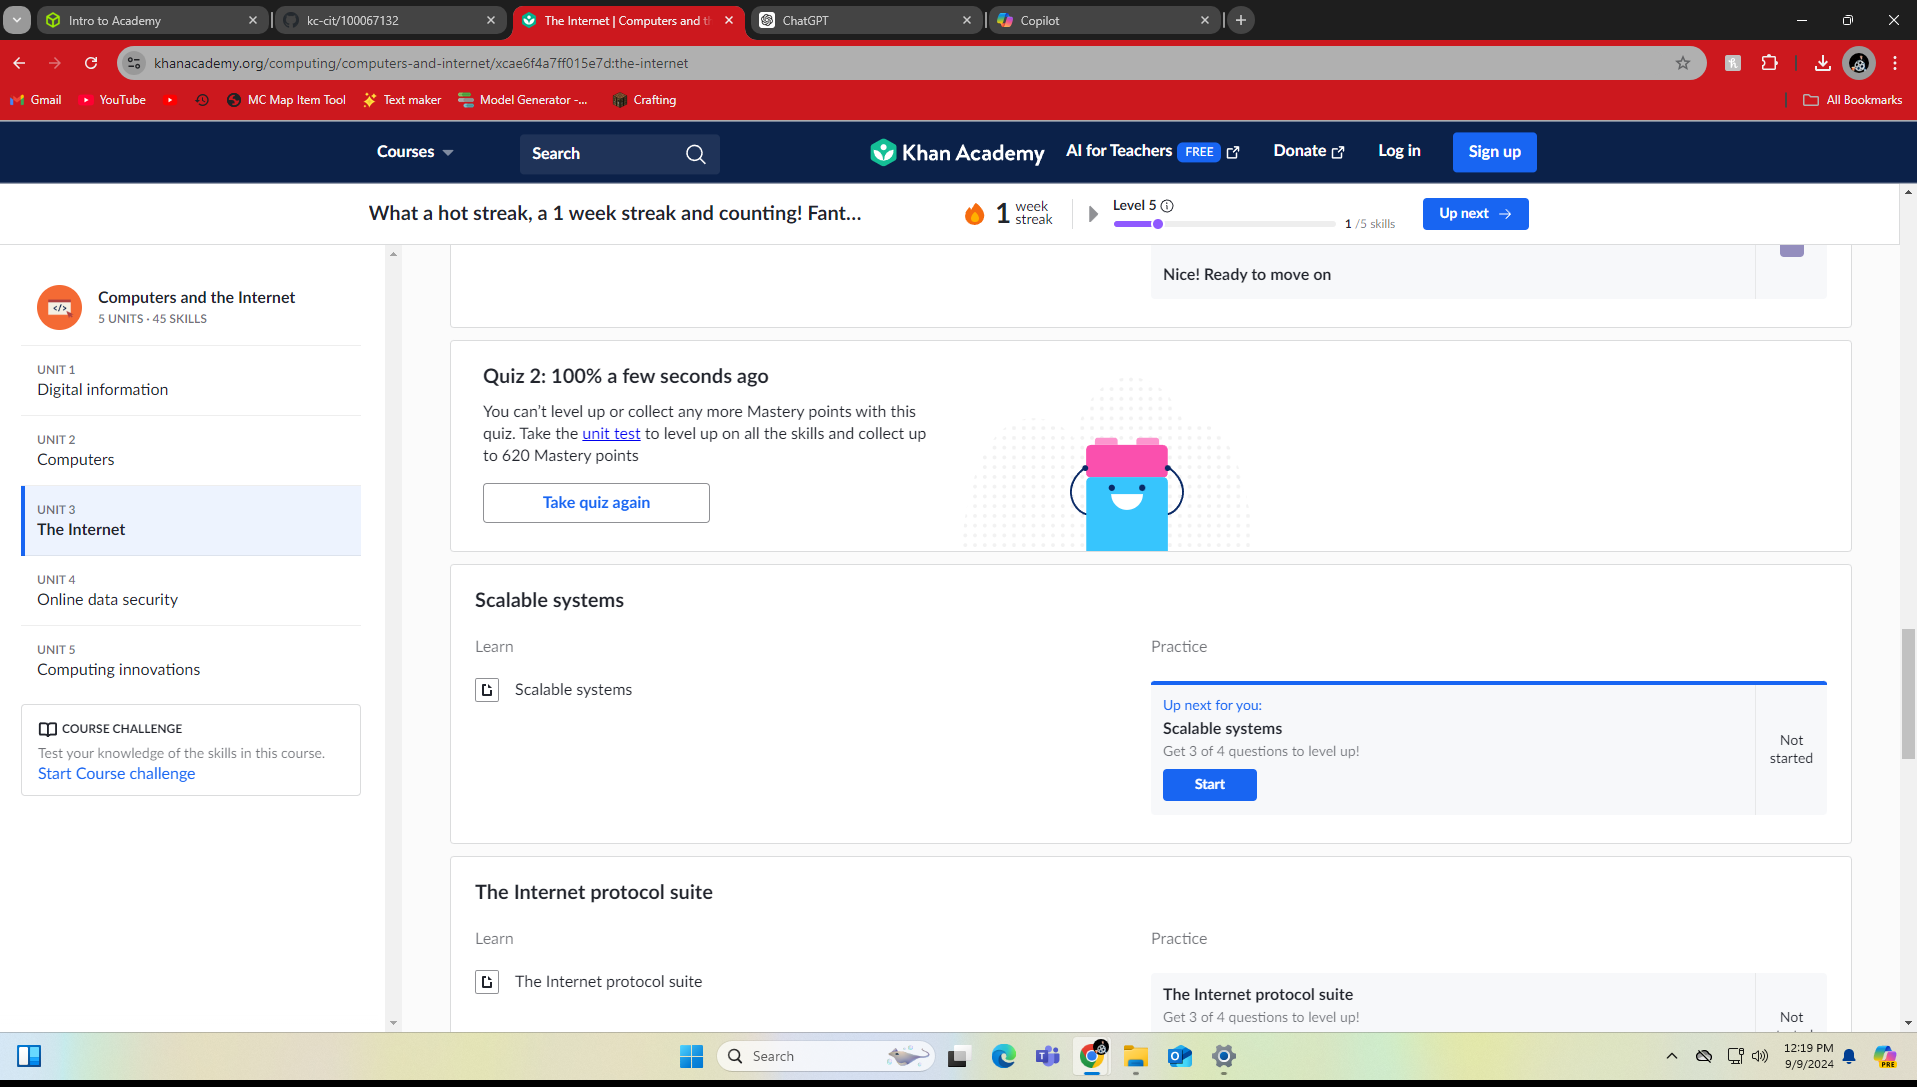 Intro to Academy
kc-cit/100067132
The Internet | Computers and th
ChatGPT
Copilot
khanacademy.org/computing/computers-and-internet/xcae6f4a7ff015e7d:the-internet
Gmail
YouTube
MC Map Item Tool
Text maker
Model Generator -...
Crafting
All Bookmarks
Courses
Search
Khan Academy
AI for Teachers FREE
Donate
Log in
Sign up
What a hot streak, a 1 week streak and counting! Fant...
1 week streak
Level 5
1 /5 skills
Up next
Computers and the Internet
5 UNITS · 45 SKILLS
UNIT 1
Digital information
UNIT 2
Computers
UNIT 3
The Internet
UNIT 4
Online data security
UNIT 5
Computing innovations
COURSE CHALLENGE
Test your knowledge of the skills in this course.
Start Course challenge
Nice! Ready to move on
Quiz 2: 100% a few seconds ago
You can’t level up or collect any more Mastery points with this
quiz. Take the unit test to level up on all the skills and collect up
to 620 Mastery points
Take quiz again
Scalable systems
Learn
Scalable systems
Practice
Up next for you:
Scalable systems
Get 3 of 4 questions to level up!
Start
Not
started
The Internet protocol suite
Learn
The Internet protocol suite
Practice
The Internet protocol suite
Get 3 of 4 questions to level up!
Not
Search
12:19 PM
9/9/2024
PRE